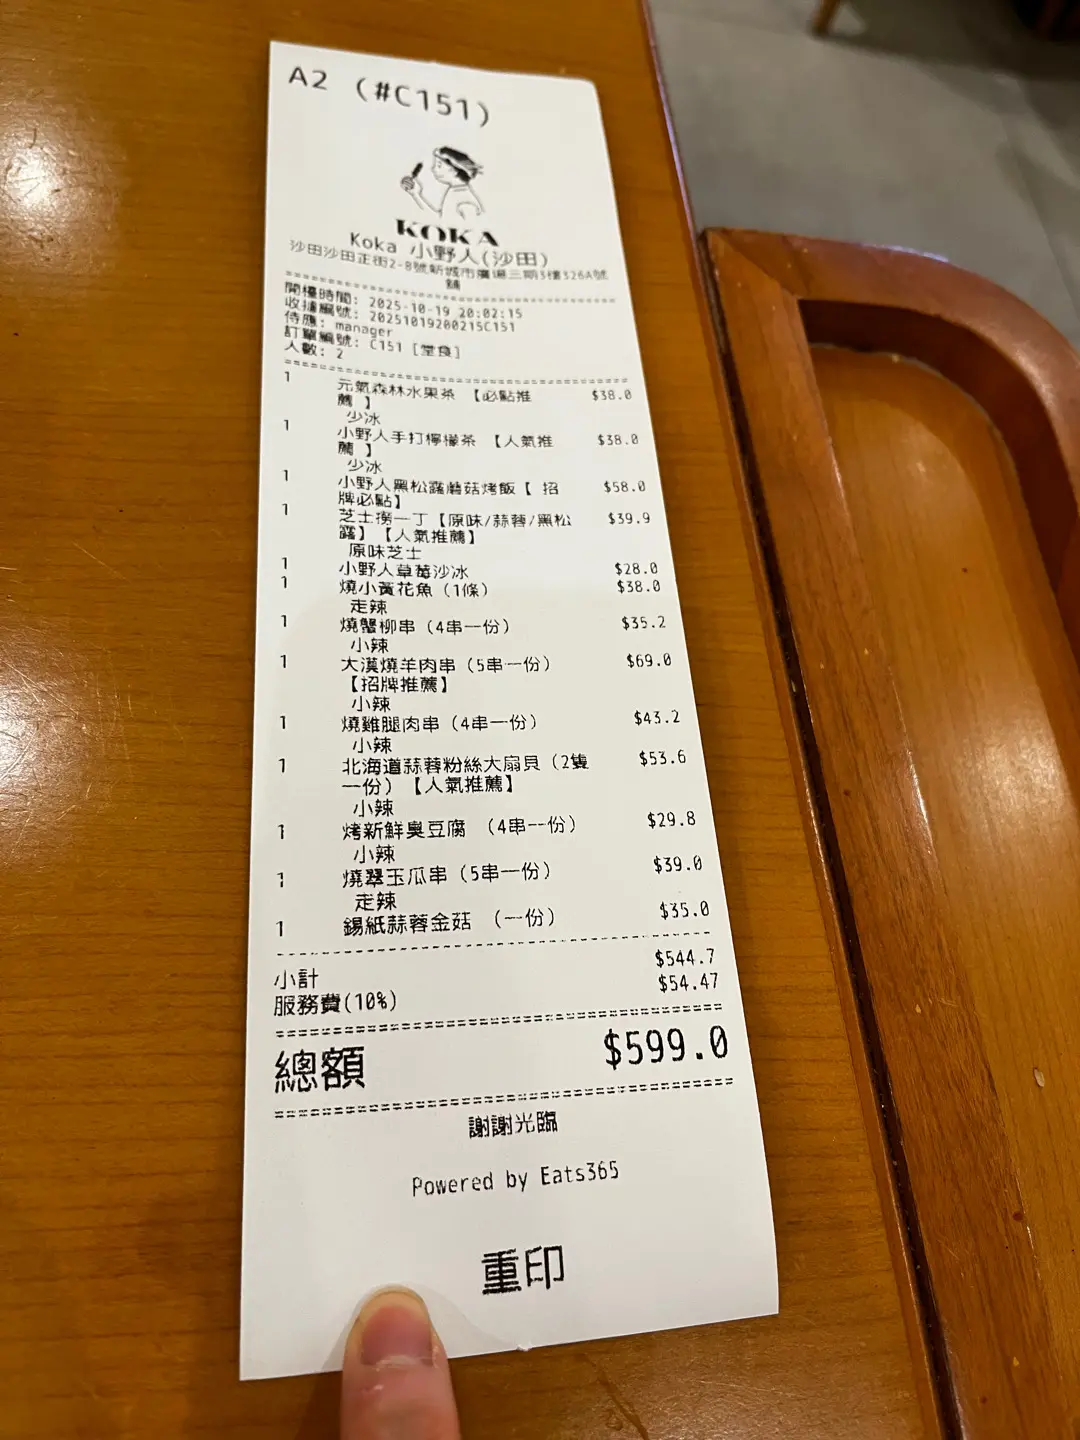 A2 (#C151)
KOKA
Koka 小野人(沙田)
沙田沙田正街2-8號新城市廣場三期3樓326A號
舖
開檯時間: 2025-10-19 20:02:15
收據編號: 20251019200215C151
侍應: manager
訂單編號: C151 [堂食]
人數: 2
1 元氣森林水果茶 【必點推 $38.0
薦 】
少冰
1 小野人手打檸檬茶 【人氣推 $38.0
薦 】
少冰
1 小野人黑松露蘑菇烤飯【 招 $58.0
牌必點】
1 芝士撈一丁【原味/蒜蓉/黑松 $39.9
露】【人氣推薦】
原味芝士
1 小野人草莓沙冰 $28.0
1 燒小黃花魚（1條） $38.0
走辣
1 燒蟹柳串（4串一份） $35.2
小辣
1 大漠燒羊肉串（5串一份） $69.0
【招牌推薦】
小辣
1 燒雞腿肉串（4串一份） $43.2
小辣
1 北海道蒜蓉粉絲大扇貝（2隻 $53.6
一份）【人氣推薦】
小辣
1 烤新鮮臭豆腐 （4串一份） $29.8
小辣
1 燒翠玉瓜串（5串一份） $39.0
走辣
1 錫紙蒜蓉金菇 （一份） $35.0
小計 $544.7
服務費(10%) $54.47
總額 $599.0
謝謝光臨
Powered by Eats365
重印